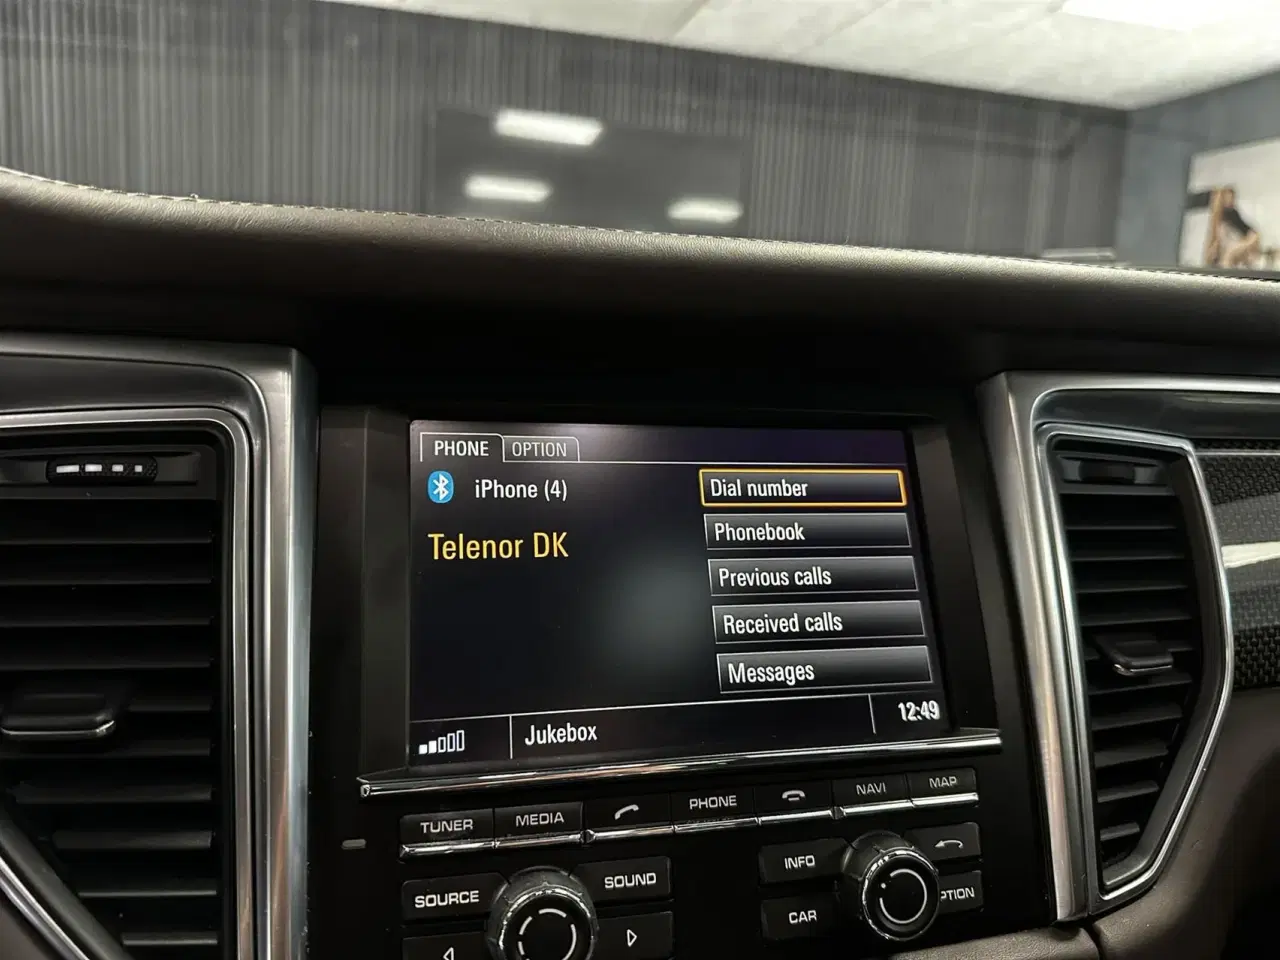 PHONE OPTION
iPhone (4)
Telenor DK
Dial number
Phonebook
Previous calls
Received calls
Messages
Jukebox 12:49
TUNER MEDIA PHONE NAVI MAP
SOURCE SOUND INFO
CAR PTION